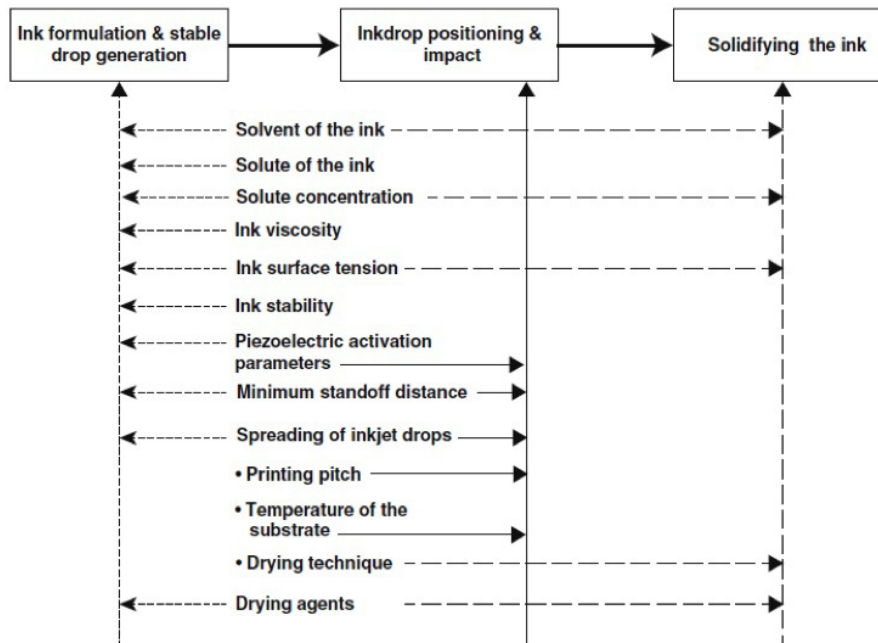 Ink formulation & stable
drop generation
Inkdrop positioning &
impact
Solidifying the ink
Solvent of the ink
Solute of the ink
Solute concentration
Ink viscosity
Ink surface tension
Ink stability
Piezoelectric activation
parameters
Minimum standoff distance
Spreading of inkjet drops
• Printing pitch
• Temperature of the
substrate
• Drying technique
Drying agents